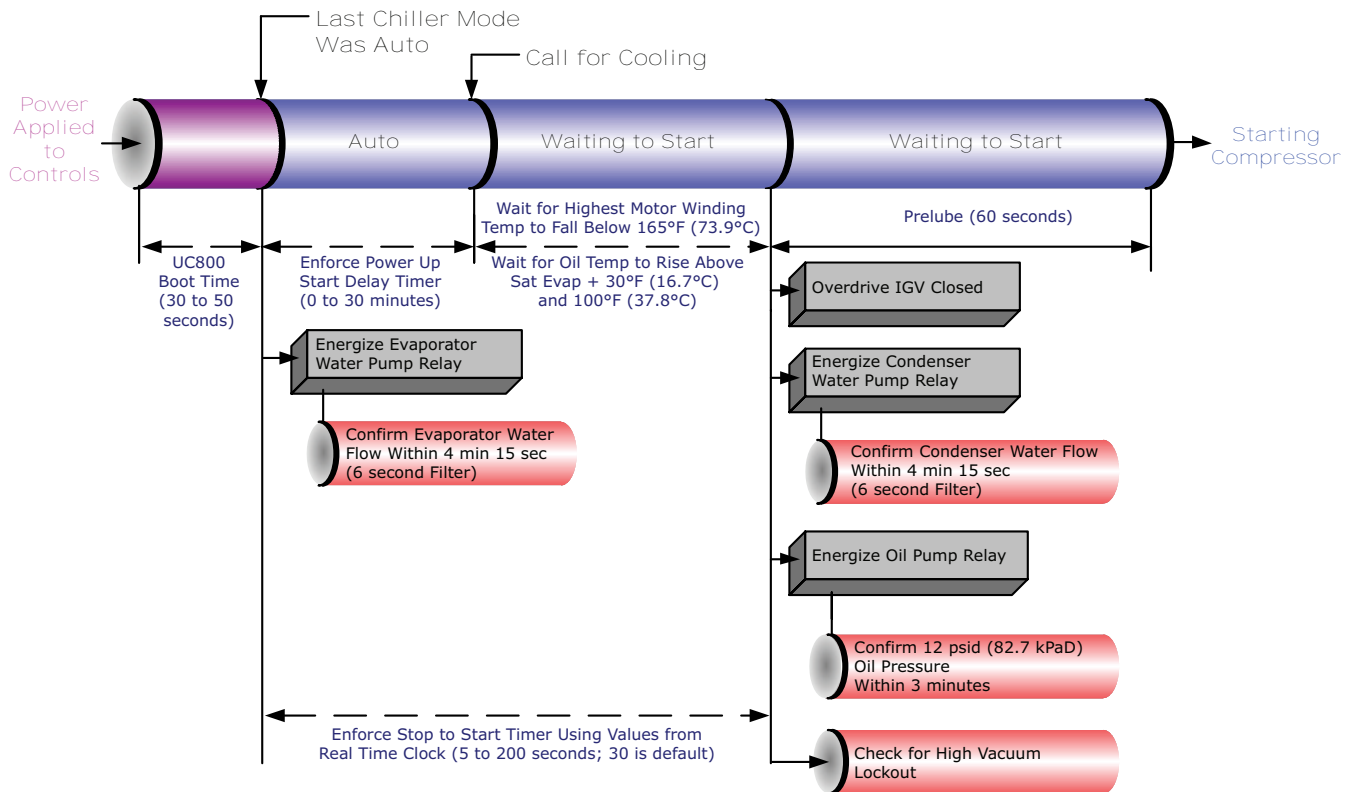 Last Chiller Mode
Was Auto
Call for Cooling
Power
Applied
to
Controls
Auto
Waiting to Start
Waiting to Start
Starting
Compressor
UC800
Boot Time
(30 to 50
seconds)
Enforce Power Up
Start Delay Timer
(0 to 30 minutes)
Wait for Highest Motor Winding
Temp to Fall Below 165°F (73.9°C)
Wait for Oil Temp to Rise Above
Sat Evap + 30°F (16.7°C)
and 100°F (37.8°C)
Prelube (60 seconds)
Overdrive IGV Closed
Energize Evaporator
Water Pump Relay
Energize Condenser
Water Pump Relay
Confirm Evaporator Water
Flow Within 4 min 15 sec
(6 second Filter)
Confirm Condenser Water Flow
Within 4 min 15 sec
(6 second Filter)
Energize Oil Pump Relay
Confirm 12 psid (82.7 kPaD)
Oil Pressure
Within 3 minutes
Enforce Stop to Start Timer Using Values from
Real Time Clock (5 to 200 seconds; 30 is default)
Check for High Vacuum
Lockout